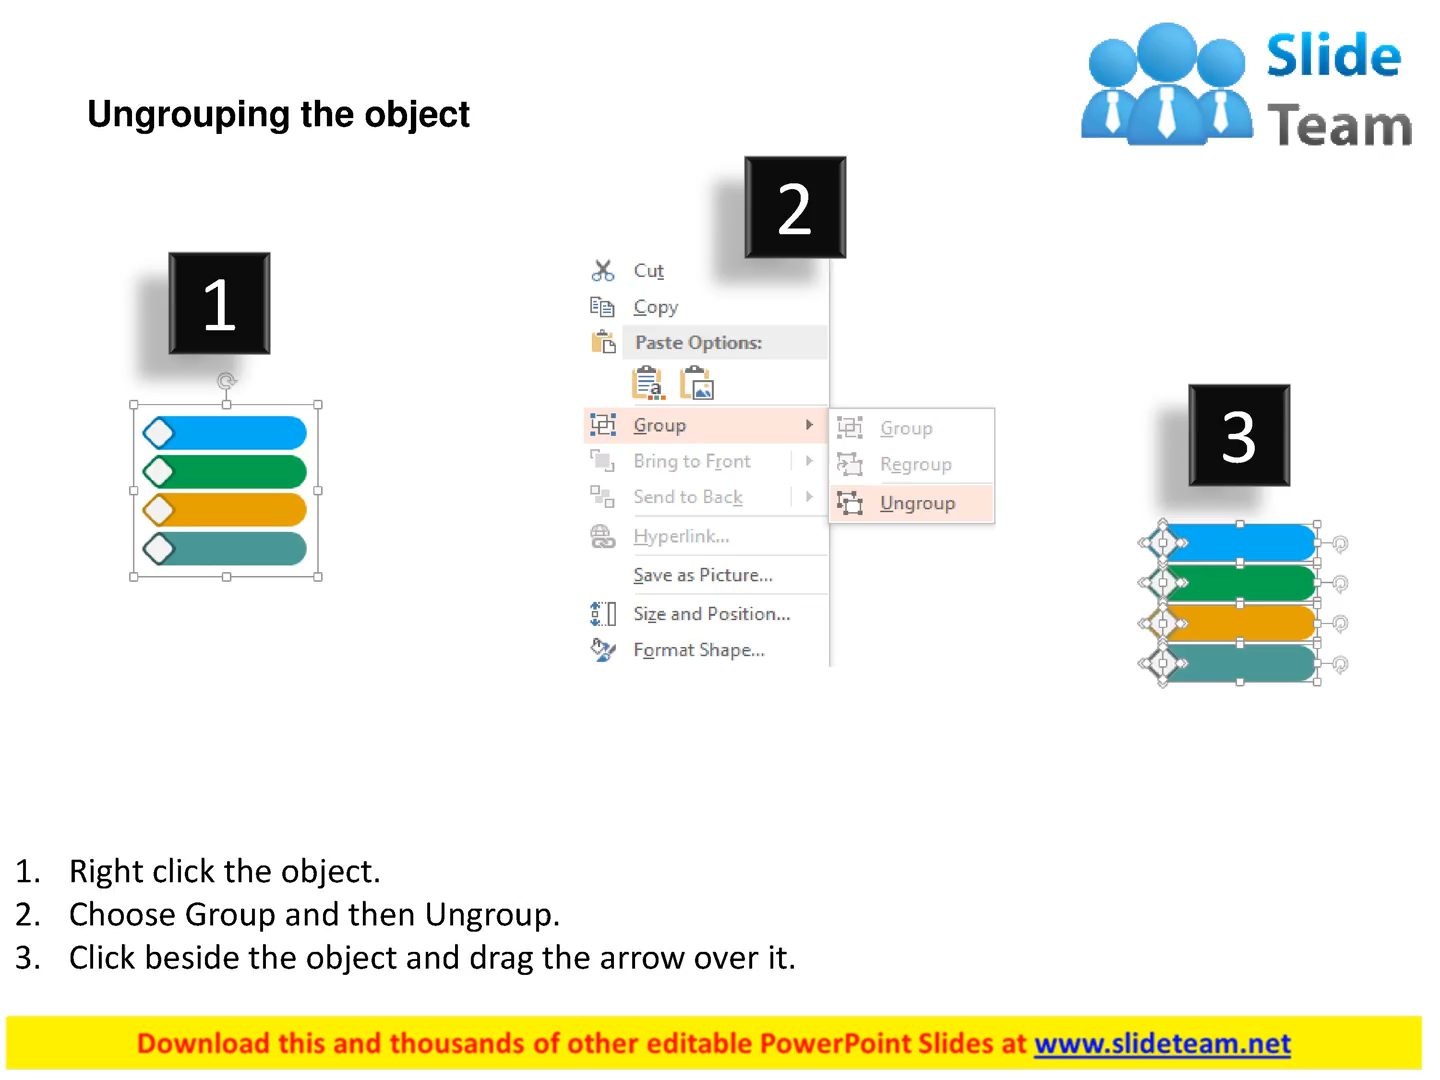 Slide
Team
Ungrouping the object
1
2
3
Cut
Copy
Paste Options:
Group
Bring to Front
Send to Back
Hyperlink...
Save as Picture...
Size and Position...
Format Shape...
Group
Regroup
Ungroup
1. Right click the object.
2. Choose Group and then Ungroup.
3. Click beside the object and drag the arrow over it.
Download this and thousands of other editable PowerPoint Slides at www.slideteam.net